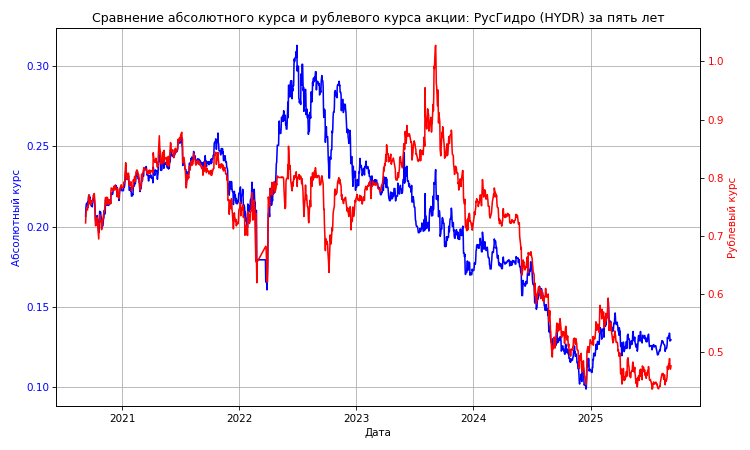 Сравнение абсолютного курса и рублевого курса акции: РусГидро (HYDR) за пять лет
Абсолютный курс
0.30
0.25
0.20
0.15
0.10
1.0
0.9
0.8
0.7
0.6
0.5
Рублевый курс
2021 2022 2023 2024 2025
Дата